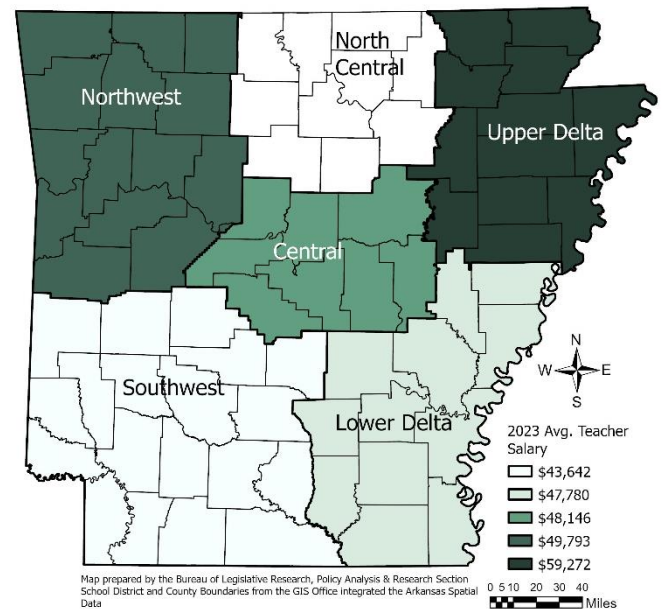 North
Central
Northwest
Upper Delta
Central
Southwest
Lower Delta
N
W E
S
2023 Avg. Teacher
Salary
$43,642
$47,780
$48,146
$49,793
$59,272
Map prepared by the Bureau of Legislative Research, Policy Analysis & Research Section
School District and County Boundaries from the GIS Office integrated the Arkansas Spatial
Data
0 5 10 20 30 40
Miles